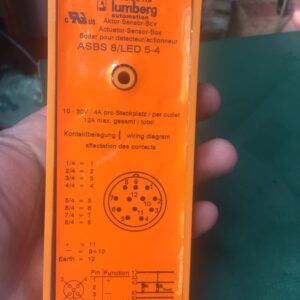 lumberg
automation
c UL US
Aktor-Sensor-Box
Actuator-Sensor-Box
Boîtier pour détecteur/actionneur
ASBS 8/LED 5-4
10 - 30V / 4A pro Steckplatz / per outlet
12A max. gesamt / total
Kontaktbelegung | wiring diagram
affectation des contacts
1/4 = 1
2/4 = 2
3/4 = 3
4/4 = 4
5/4 = 5
6/4 = 6
7/4 = 7
8/4 = 8
+ = 11
- = 9+10
Earth = 12
Pin Function
1 +